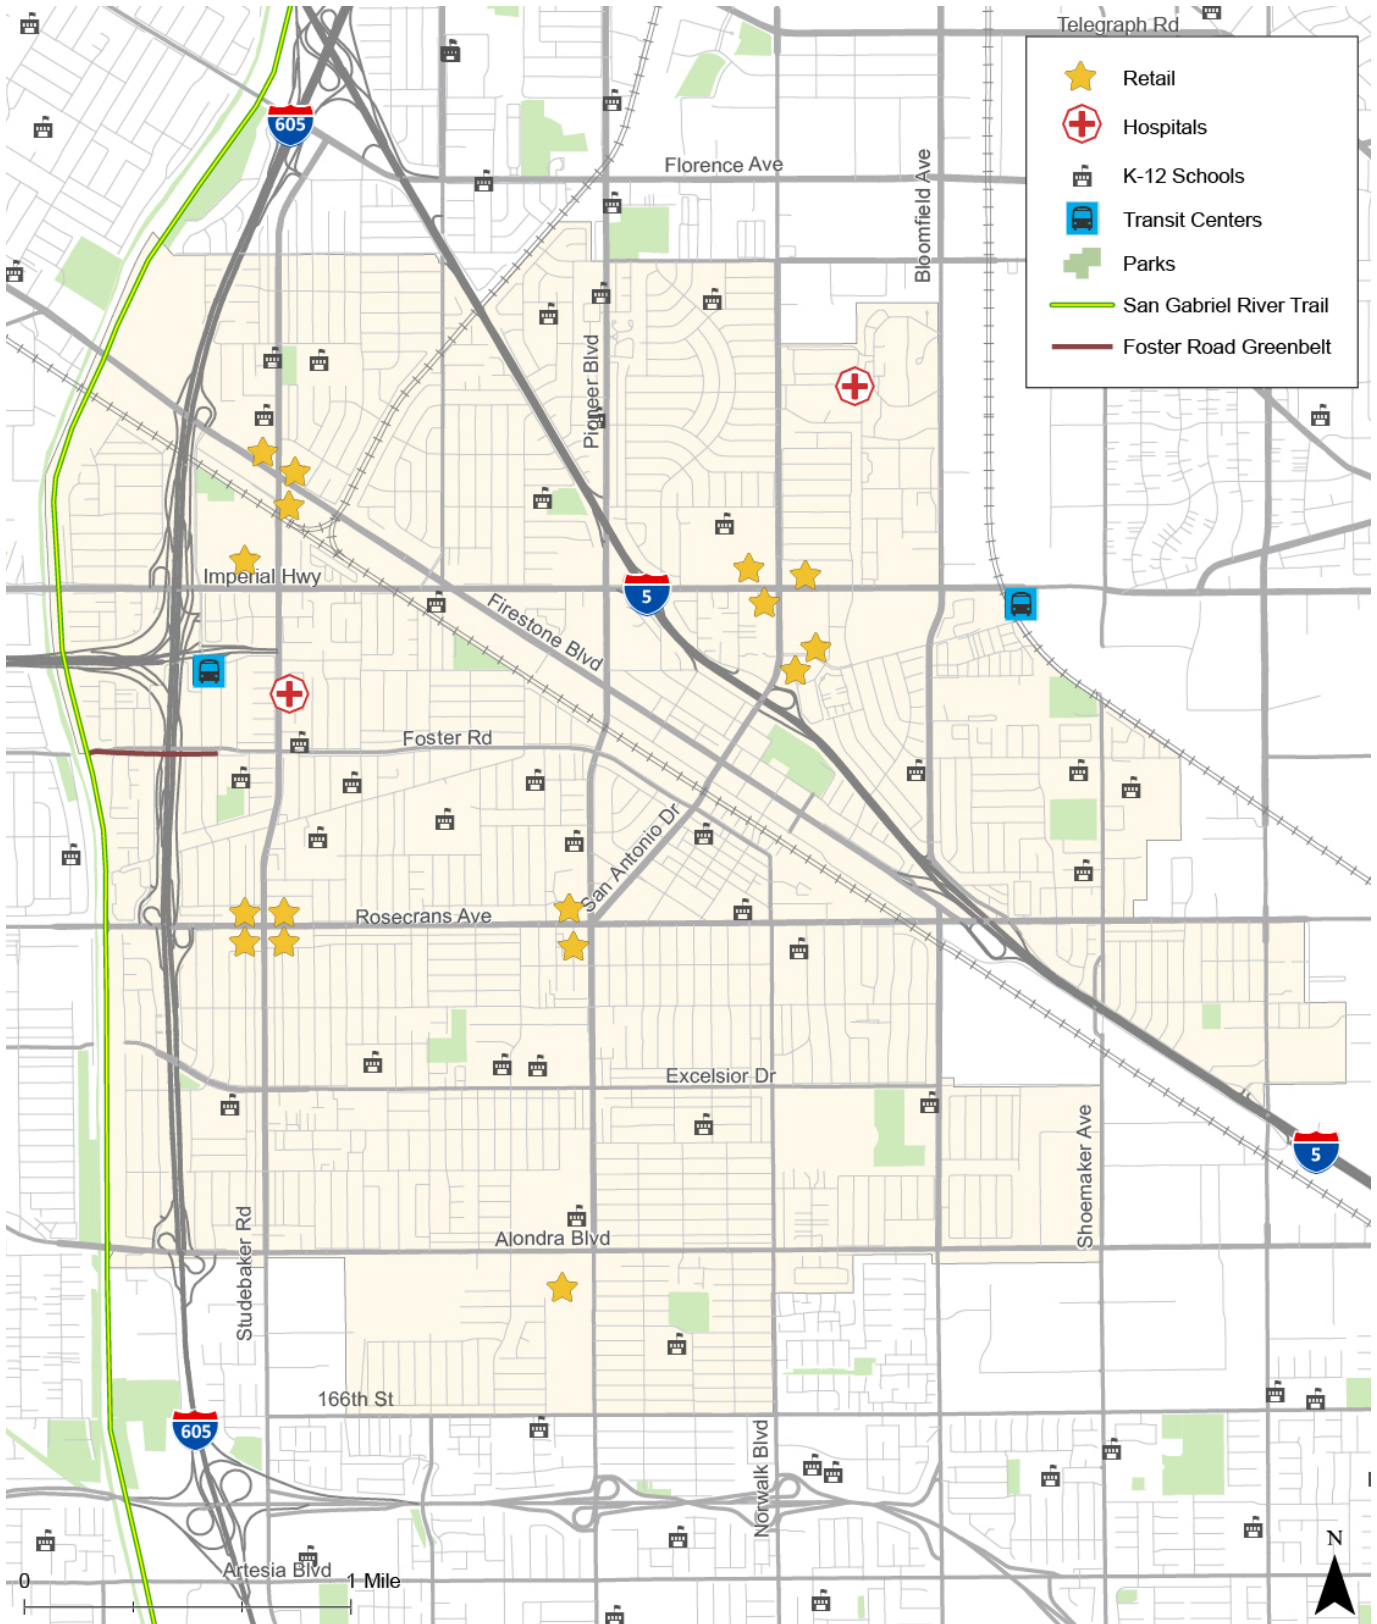 Telegraph Rd
Retail
Hospitals
K-12 Schools
Transit Centers
Parks
San Gabriel River Trail
Foster Road Greenbelt
605
Florence Ave
Bloomfield Ave
Pioneer Blvd
Imperial Hwy
5
Firestone Blvd
Foster Rd
San Antonio Dr
Rosecrans Ave
Excelsior Dr
Shoemaker Ave
5
Studebaker Rd
Alondra Blvd
166th St
605
Norwalk Blvd
N
Artesia Blvd
0 1 Mile